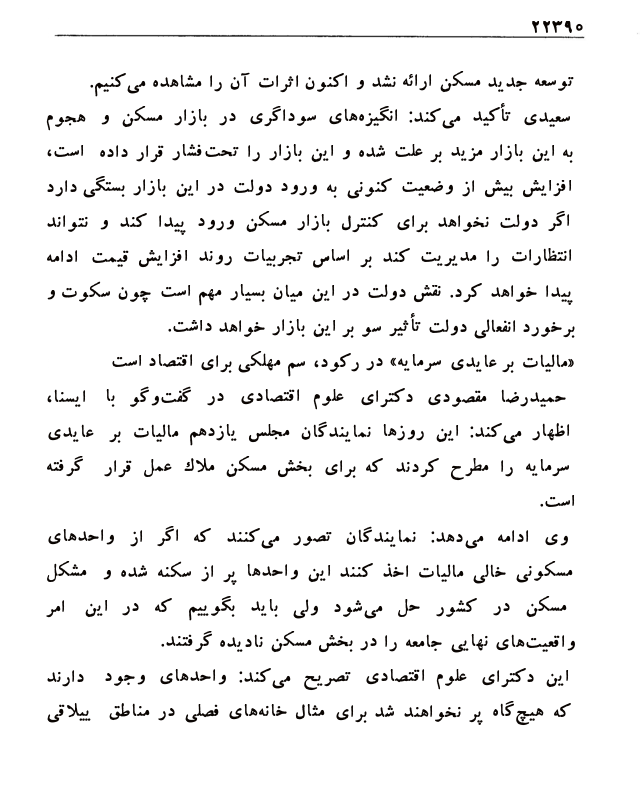 ۲۲۳۹۵
توسعه جدید مسکن ارائه نشد و اکنون اثرات آن را مشاهده می‌کنیم.
سعیدی تأکید می‌کند: انگیزه‌های سوداگری در بازار مسکن و هجوم
به این بازار مزید بر علت شده و این بازار را تحت‌فشار قرار داده است،
افزایش بیش از وضعیت کنونی به ورود دولت در این بازار بستگی دارد
اگر دولت نخواهد برای کنترل بازار مسکن ورود پیدا کند و نتواند
انتظارات را مدیریت کند بر اساس تجربیات روند افزایش قیمت ادامه
پیدا خواهد کرد. نقش دولت در این میان بسیار مهم است چون سکوت و
برخورد انفعالی دولت تأثیر سو بر این بازار خواهد داشت.
«مالیات بر عایدی سرمایه» در رکود، سم مهلکی برای اقتصاد است
حمیدرضا مقصودی دکترای علوم اقتصادی در گفت‌وگو با ایسنا،
اظهار می‌کند: این روزها نمایندگان مجلس یازدهم مالیات بر عایدی
سرمایه را مطرح کردند که برای بخش مسکن ملاك عمل قرار گرفته
است.
وی ادامه می‌دهد: نمایندگان تصور می‌کنند که اگر از واحدهای
مسکونی خالی مالیات اخذ کنند این واحدها پر از سکنه شده و مشکل
مسکن در کشور حل می‌شود ولی باید بگوییم که در این امر
واقعیت‌های نهایی جامعه را در بخش مسکن نادیده گرفتند.
این دکترای علوم اقتصادی تصریح می‌کند: واحدهای وجود دارند
که هیچ‌گاه پر نخواهند شد برای مثال خانه‌های فصلی در مناطق ییلاقی